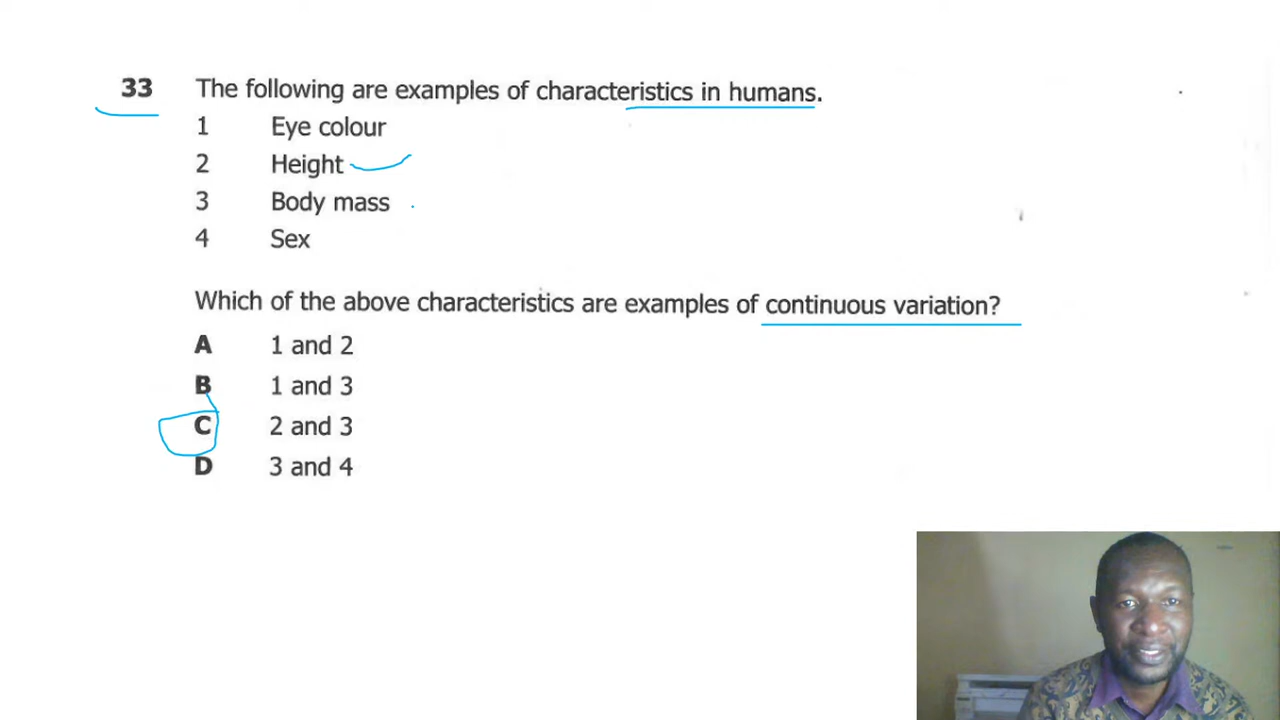 33 The following are examples of characteristics in humans.
1 Eye colour
2 Height
3 Body mass
4 Sex
Which of the above characteristics are examples of continuous variation?
A 1 and 2
B 1 and 3
C 2 and 3
D 3 and 4